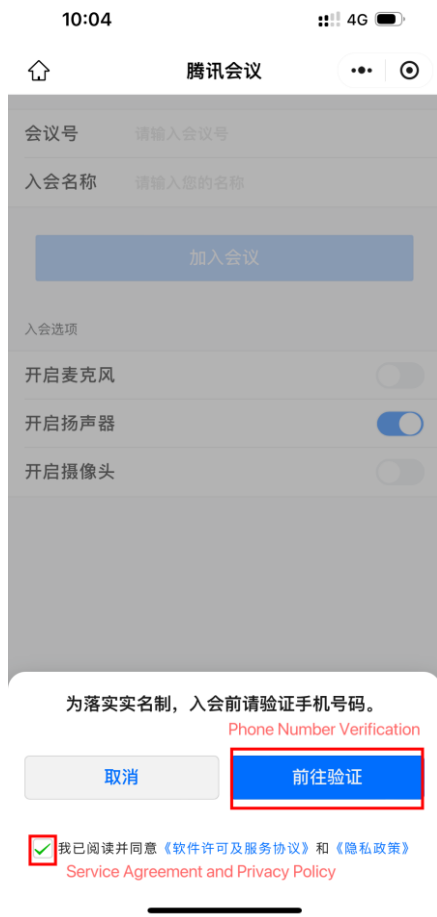 10:04
4G
腾讯会议
会议号 请输入会议号
入会名称 请输入您的名称
加入会议
入会选项
开启麦克风
开启扬声器
开启摄像头
为落实实名制，入会前请验证手机号码。
Phone Number Verification
取消 前往验证
我已阅读并同意《软件许可及服务协议》和《隐私政策》
Service Agreement and Privacy Policy